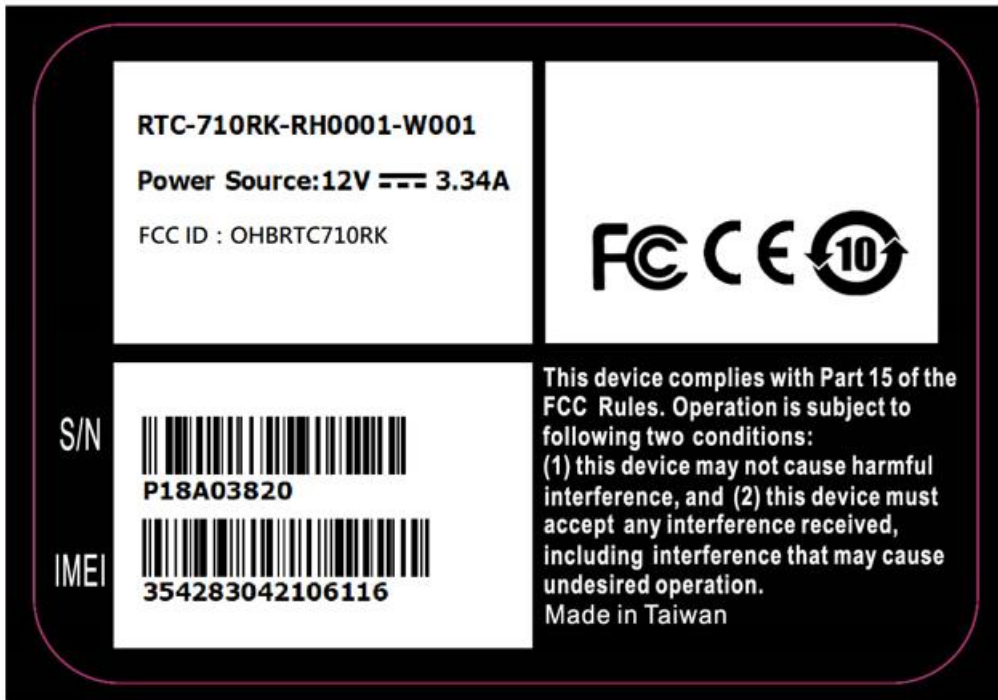 RTC-710RK-RH0001-W001
Power Source:12V ⎓ 3.34A
FCC ID : OHBRTC710RK
FC CE 10
S/N
P18A03820
IMEI
354283042106116
This device complies with Part 15 of the
FCC Rules. Operation is subject to
following two conditions:
(1) this device may not cause harmful
interference, and (2) this device must
accept any interference received,
including interference that may cause
undesired operation.
Made in Taiwan